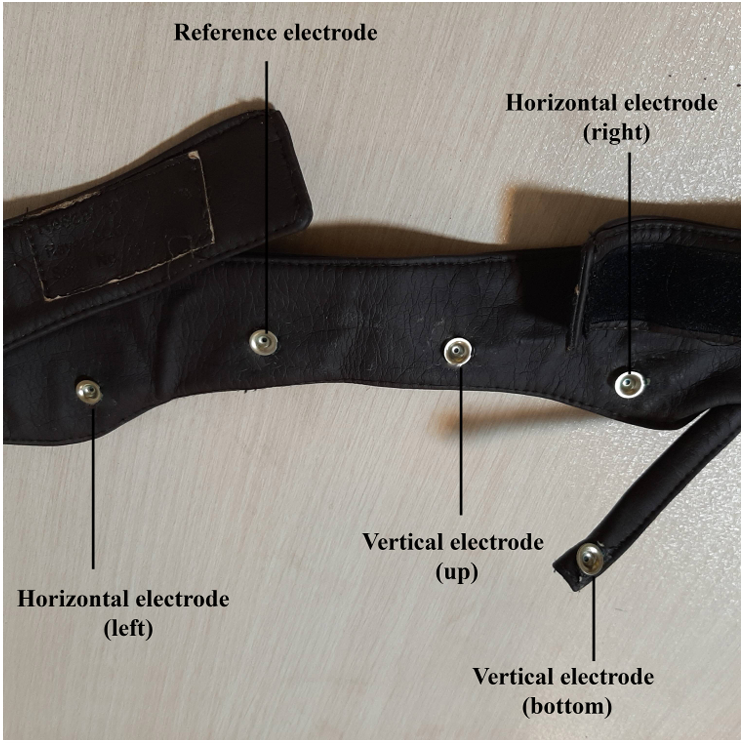 Reference electrode
Horizontal electrode
(right)
Vertical electrode
(up)
Horizontal electrode
(left)
Vertical electrode
(bottom)